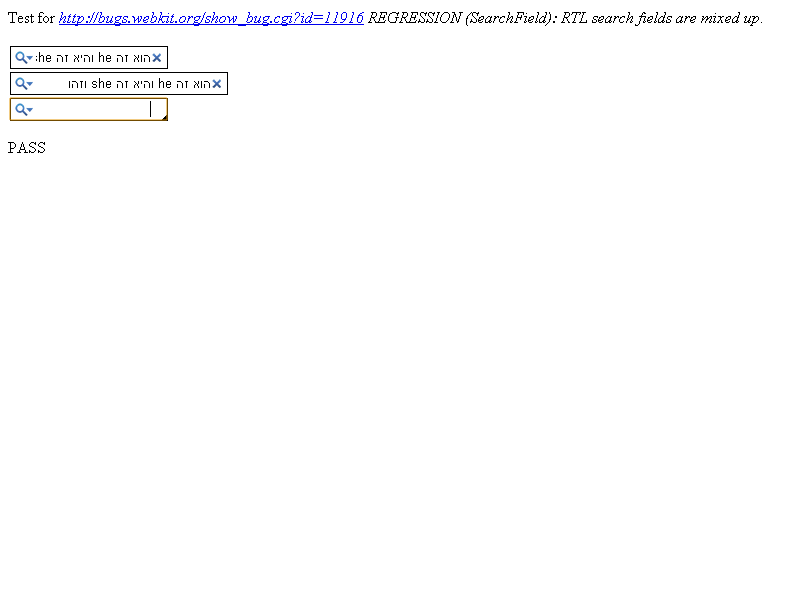 Test for http://bugs.webkit.org/show_bug.cgi?id=11916 REGRESSION (SearchField): RTL search fields are mixed up.
הוא זה he והיא זה he
הוא זה he והיא זה she וזהו
PASS